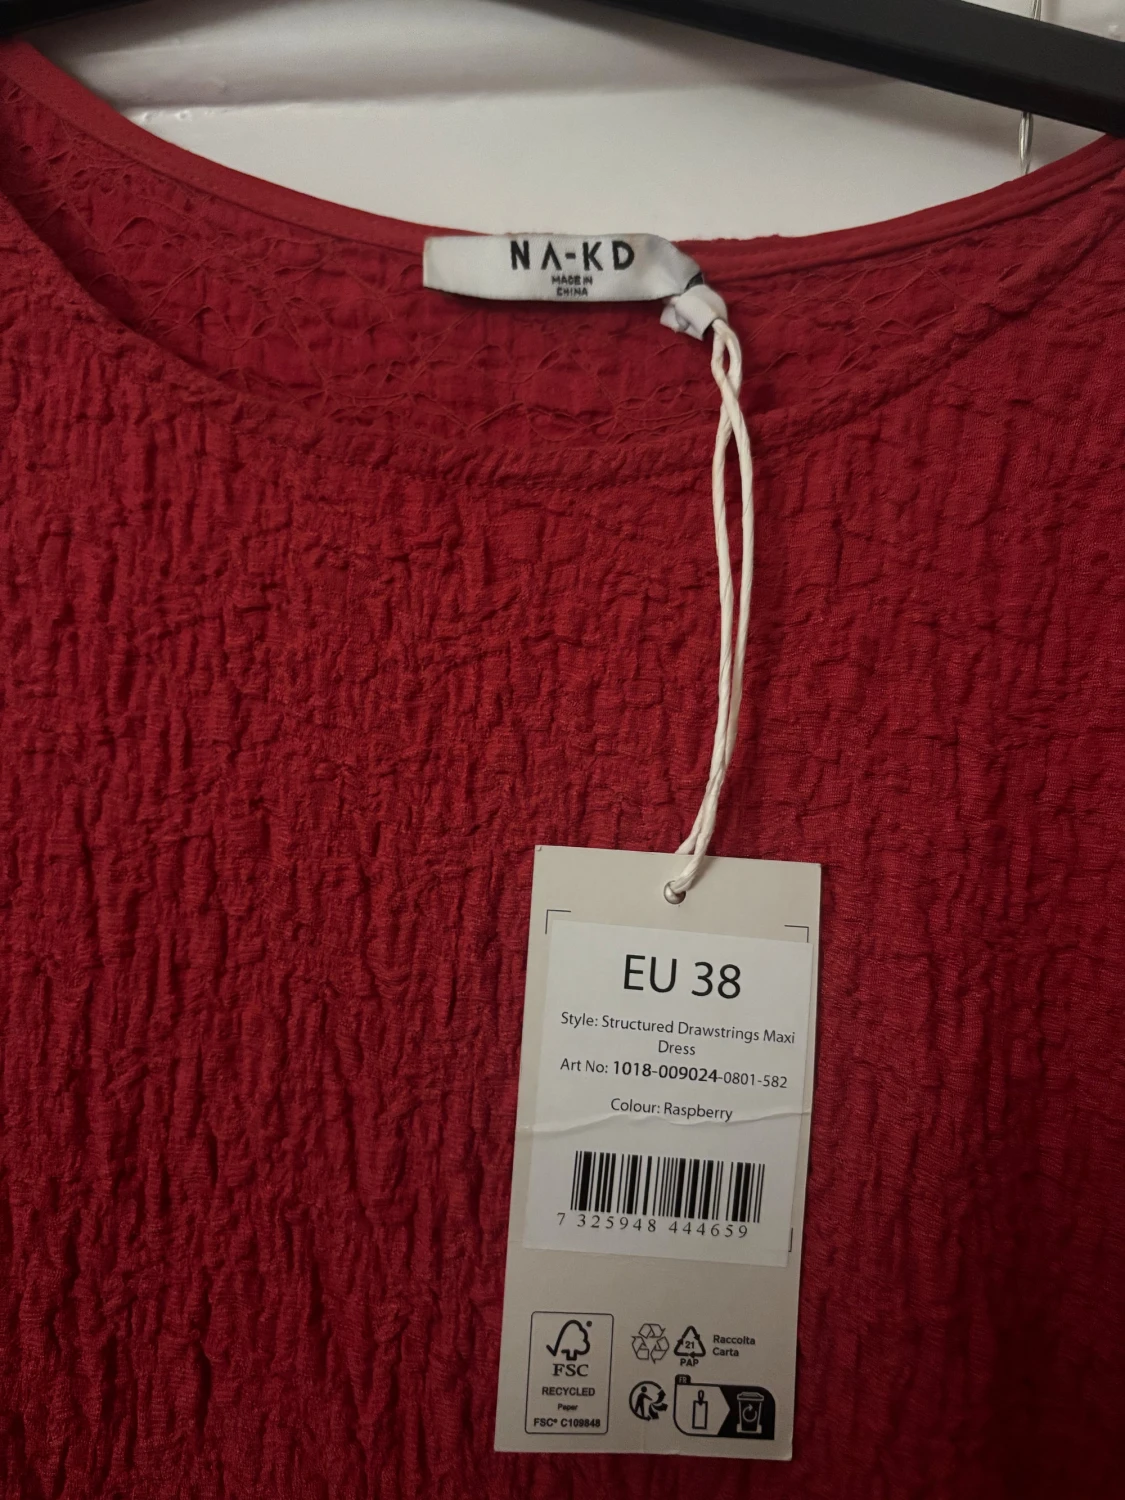 NA-KD
MADE IN
CHINA
EU 38
Style: Structured Drawstrings Maxi
Dress
Art No: 1018-009024-0801-582
Colour: Raspberry
7 325948 444659
FSC
RECYCLED
Paper
FSC® C109848
21
PAP
Raccolta
Carta
FR